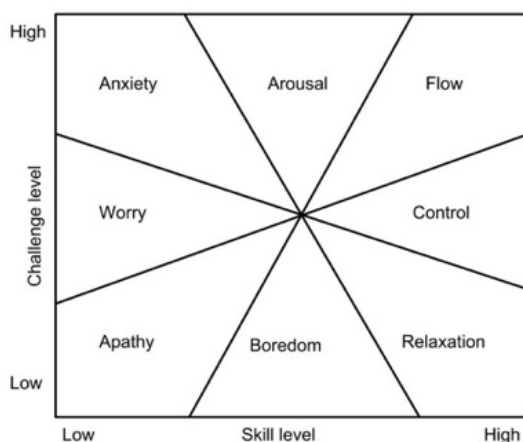 High
Anxiety Arousal Flow
Challenge level
Worry Control
Apathy Boredom Relaxation
Low
Low Skill level High